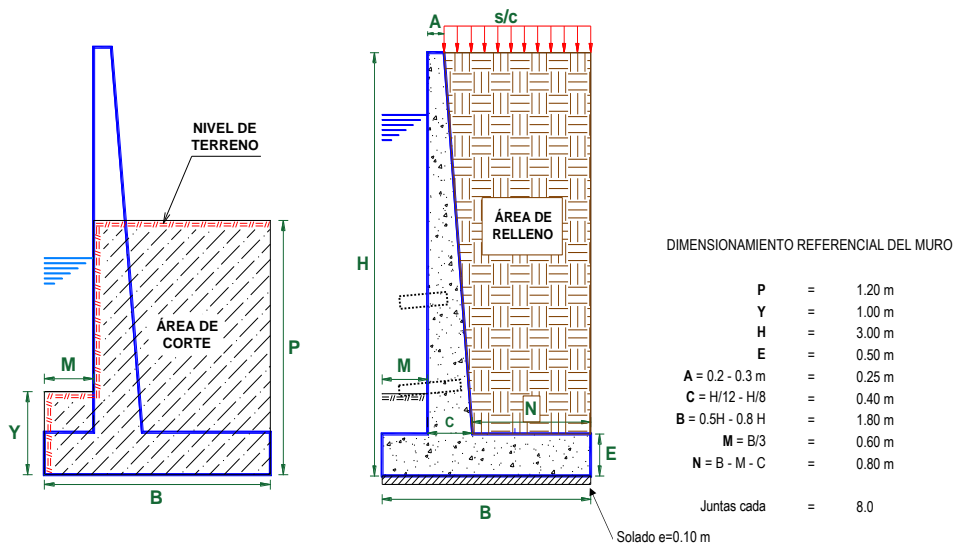 NIVEL DE
TERRENO
ÁREA DE
CORTE
M
Y
P
B
A
s/c
H
ÁREA DE
RELLENO
M
C
N
E
B
Solado e=0.10 m
DIMENSIONAMIENTO REFERENCIAL DEL MURO
P = 1.20 m
Y = 1.00 m
H = 3.00 m
E = 0.50 m
A = 0.2 - 0.3 m = 0.25 m
C = H/12 - H/8 = 0.40 m
B = 0.5H - 0.8 H = 1.80 m
M = B/3 = 0.60 m
N = B - M - C = 0.80 m
Juntas cada = 8.0